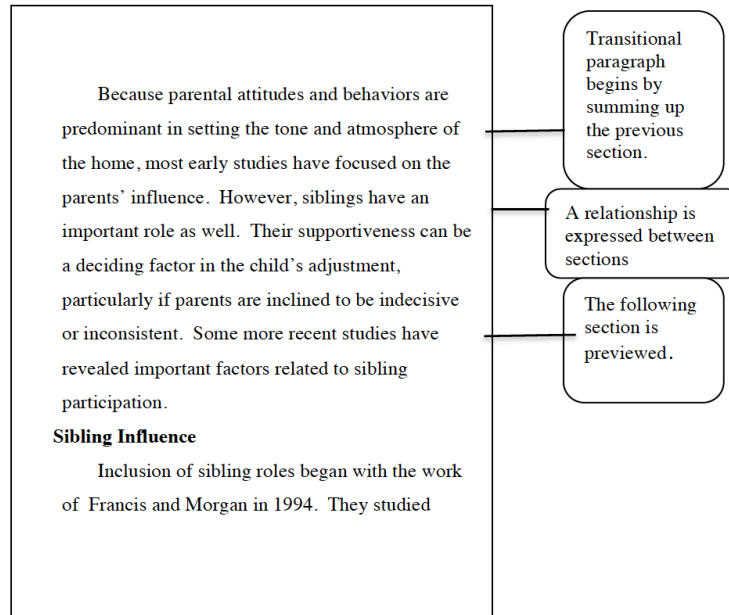 Because parental attitudes and behaviors are
predominant in setting the tone and atmosphere of
the home, most early studies have focused on the
parents’ influence.  However, siblings have an
important role as well.  Their supportiveness can be
a deciding factor in the child’s adjustment,
particularly if parents are inclined to be indecisive
or inconsistent.  Some more recent studies have
revealed important factors related to sibling
participation.
Sibling Influence
Inclusion of sibling roles began with the work
of  Francis and Morgan in 1994.  They studied
Transitional
paragraph
begins by
summing up
the previous
section.
A relationship is
expressed between
sections
The following
section is
previewed.